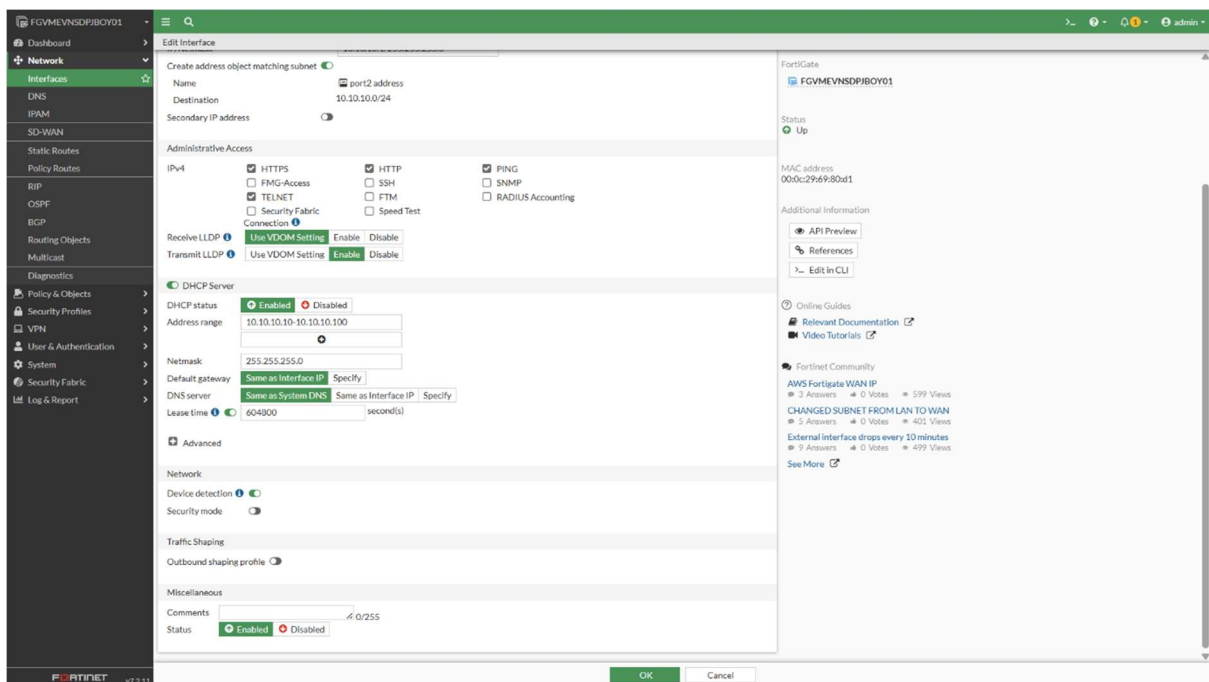 FGVMEVNSDPJBOY01
admin
Dashboard
Edit Interface
Network
Interfaces
DNS
IPAM
SD-WAN
Static Routes
Policy Routes
RIP
OSPF
BGP
Routing Objects
Multicast
Diagnostics
Policy & Objects
Security Profiles
VPN
User & Authentication
System
Security Fabric
Log & Report
FORTINET v7.2.11
Create address object matching subnet
Name port2 address
Destination 10.10.10.0/24
Secondary IP address
Administrative Access
IPv4 HTTPS HTTP PING
FMG-Access SSH SNMP
TELNET FTM RADIUS Accounting
Security Fabric Speed Test
Connection
Receive LLDP Use VDOM Setting Enable Disable
Transmit LLDP Use VDOM Setting Enable Disable
DHCP Server
DHCP status Enabled Disabled
Address range 10.10.10.10-10.10.10.100
Netmask 255.255.255.0
Default gateway Same as Interface IP Specify
DNS server Same as System DNS Same as Interface IP Specify
Lease time 604800 second(s)
Advanced
Network
Device detection
Security mode
Traffic Shaping
Outbound shaping profile
Miscellaneous
Comments 0/255
Status Enabled Disabled
OK Cancel
FortiGate
FGVMEVNSDPJBOY01
Status
Up
MAC address
00:0c:29:69:80:d1
Additional Information
API Preview
References
>_ Edit in CLI
Online Guides
Relevant Documentation
Video Tutorials
Fortinet Community
AWS Fortigate WAN IP
3 Answers 0 Votes 599 Views
CHANGED SUBNET FROM LAN TO WAN
5 Answers 0 Votes 401 Views
External interface drops every 10 minutes
9 Answers 0 Votes 499 Views
See More